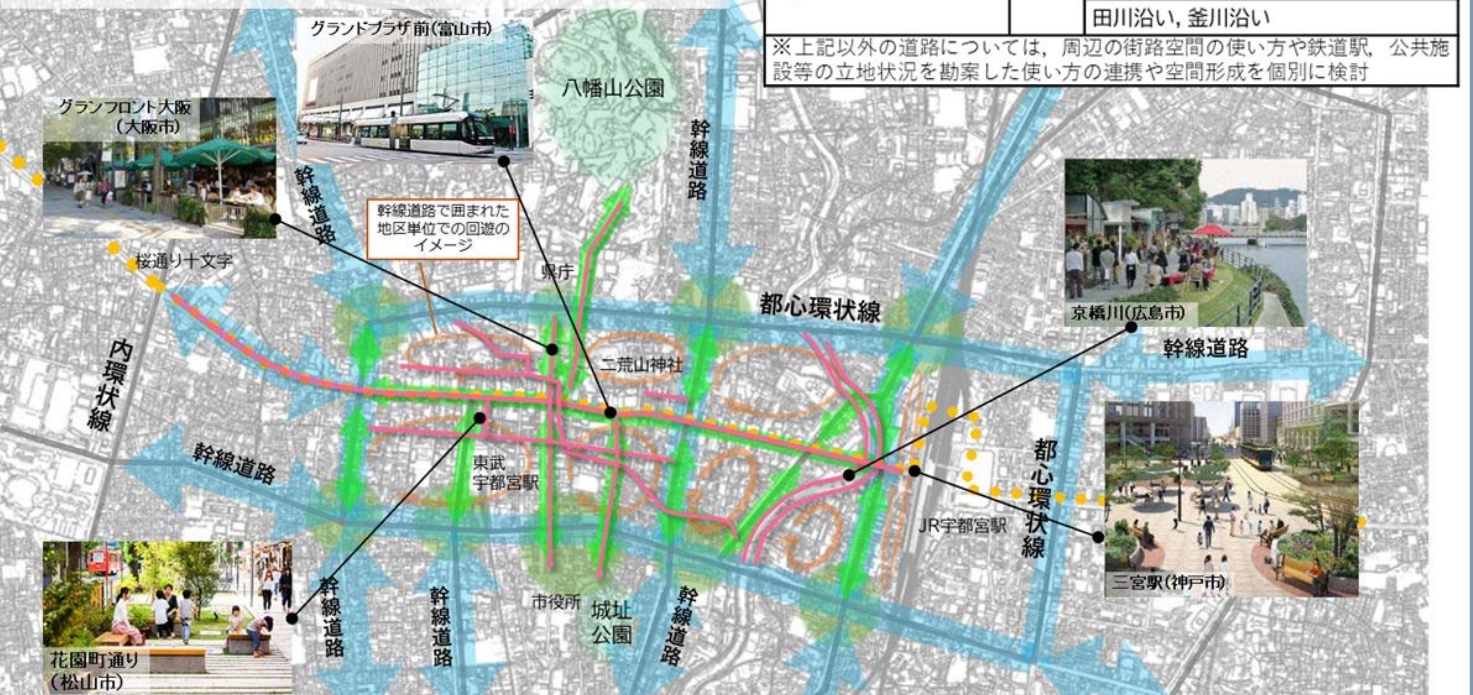 田川沿い, 釜川沿い
※上記以外の道路については，周辺の街路空間の使い方や鉄道駅，公共施
設等の立地状況を勘案した使い方の連携や空間形成を個別に検討
グランドプラザ前(富山市)
八幡山公園
グランフロント大阪
(大阪市)
幹線道路
幹線道路
幹線道路で囲まれた
地区単位での回遊の
イメージ
桜通り十文字
県庁
都心環状線
京橋川(広島市)
幹線道路
内環状線
二荒山神社
幹線道路
東武
宇都宮駅
JR宇都宮駅
都心環状線
三宮駅(神戸市)
幹線道路
幹線道路
市役所
城址
公園
幹線道路
花園町通り
(松山市)